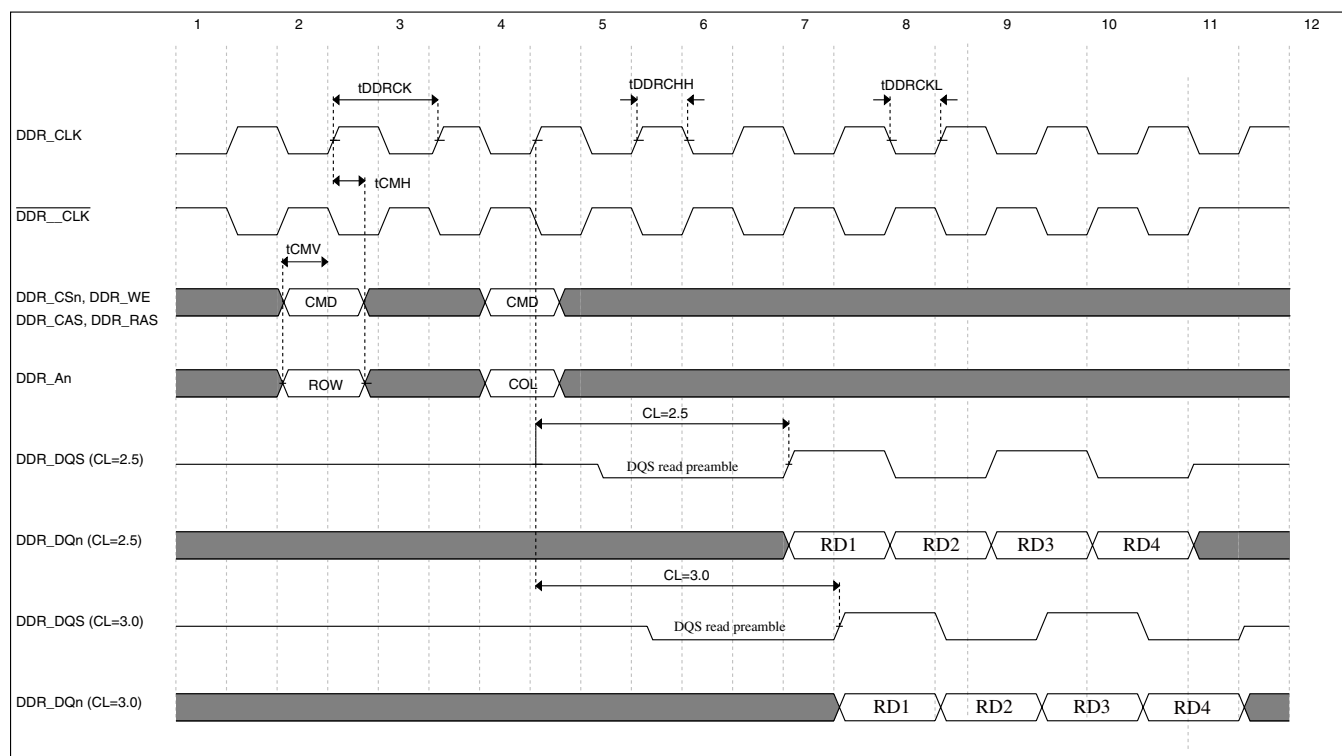 1 2 3 4 5 6 7 8 9 10 11 12
tDDRCK tDDRCHH tDDRCKL
DDR_CLK
tCMH
DDR__CLK
tCMV
DDR_CSn, DDR_WE
DDR_CAS, DDR_RAS
CMD CMD
DDR_An
ROW COL
CL=2.5
DDR_DQS (CL=2.5)
DQS read preamble
DDR_DQn (CL=2.5)
RD1 RD2 RD3 RD4
CL=3.0
DDR_DQS (CL=3.0)
DQS read preamble
DDR_DQn (CL=3.0)
RD1 RD2 RD3 RD4